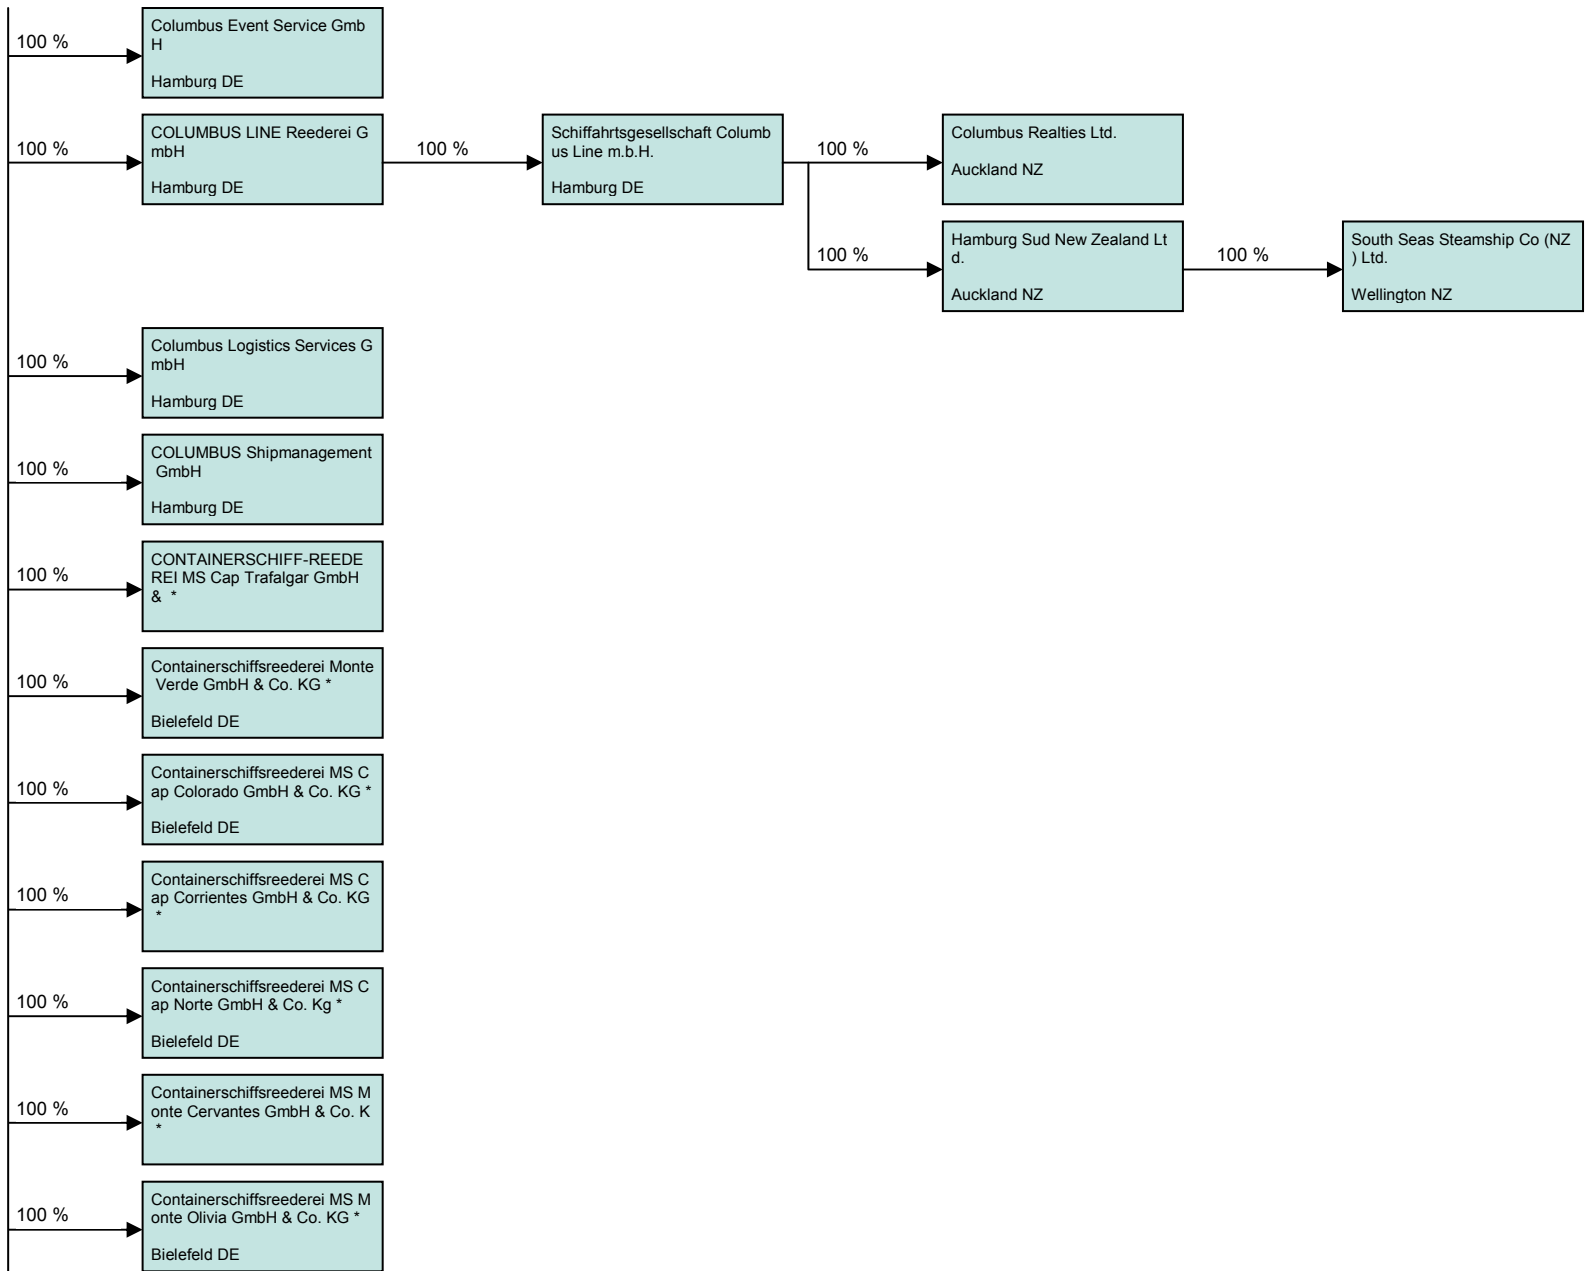 100 %
Columbus Event Service Gmb
H
Hamburg DE
100 %
COLUMBUS LINE Reederei G
mbH
Hamburg DE
100 %
Schiffahrtsgesellschaft Columb
us Line m.b.H.
Hamburg DE
100 %
Columbus Realties Ltd.
Auckland NZ
100 %
Hamburg Sud New Zealand Lt
d.
Auckland NZ
100 %
South Seas Steamship Co (NZ
) Ltd.
Wellington NZ
100 %
Columbus Logistics Services G
mbH
Hamburg DE
100 %
COLUMBUS Shipmanagement
GmbH
Hamburg DE
100 %
CONTAINERSCHIFF-REEDE
REI MS Cap Trafalgar GmbH
& *
100 %
Containerschiffsreederei Monte
Verde GmbH & Co. KG *
Bielefeld DE
100 %
Containerschiffsreederei MS C
ap Colorado GmbH & Co. KG *
Bielefeld DE
100 %
Containerschiffsreederei MS C
ap Corrientes GmbH & Co. KG
*
100 %
Containerschiffsreederei MS C
ap Norte GmbH & Co. Kg *
Bielefeld DE
100 %
Containerschiffsreederei MS M
onte Cervantes GmbH & Co. K
*
100 %
Containerschiffsreederei MS M
onte Olivia GmbH & Co. KG *
Bielefeld DE